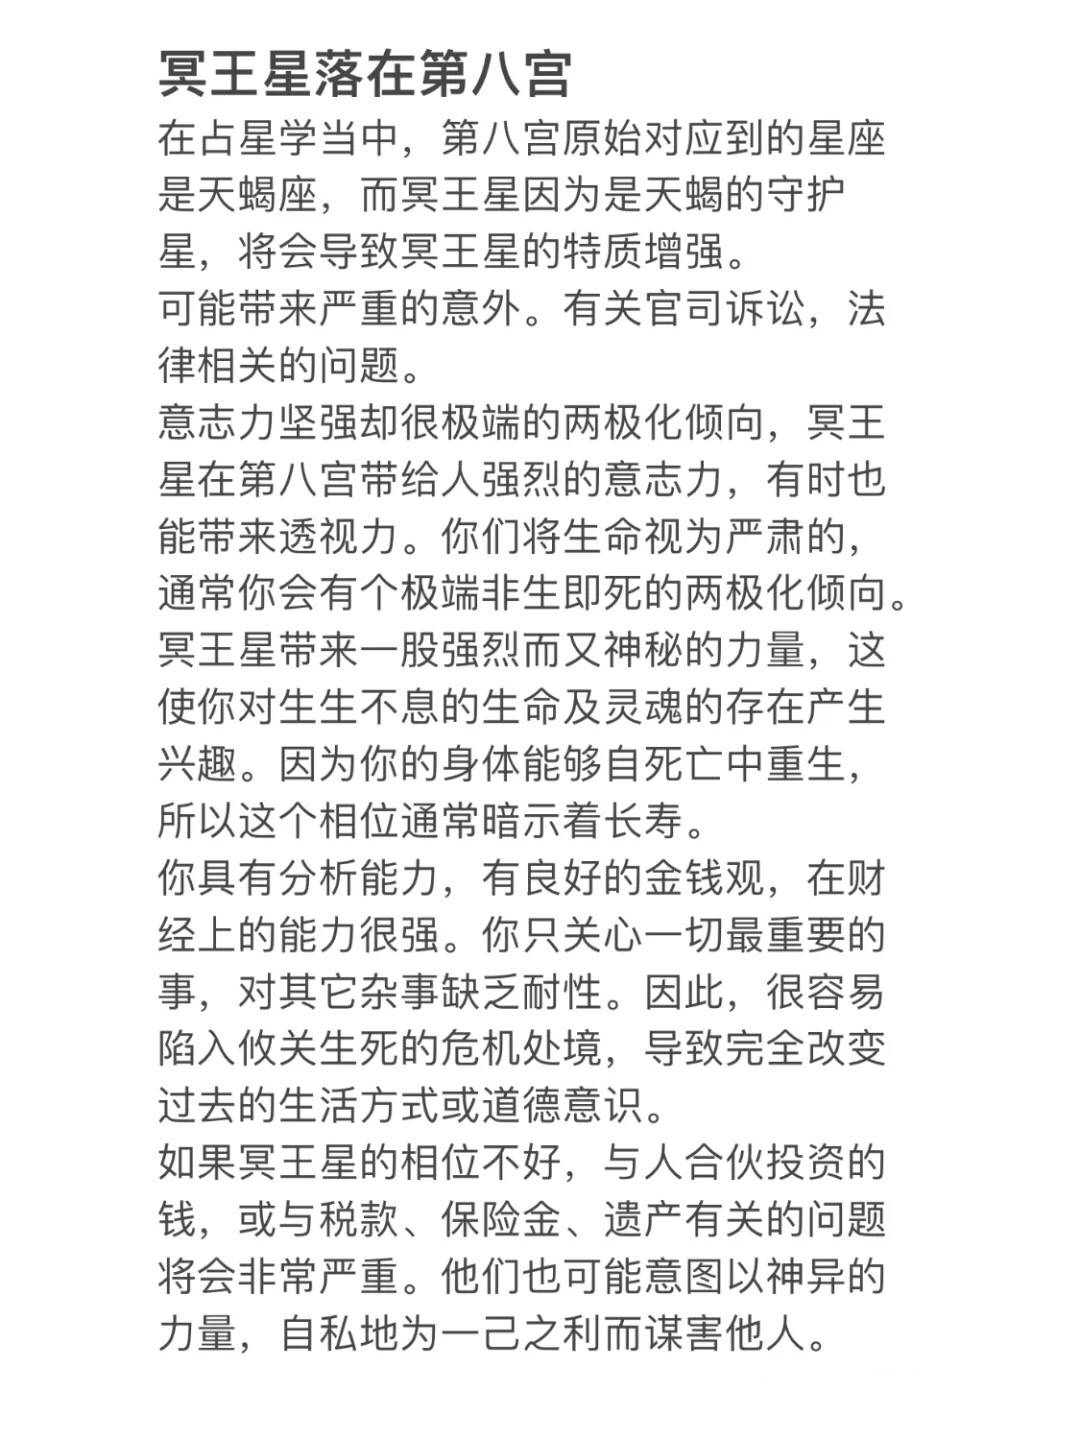 冥王星落在第八宫
在占星学当中，第八宫原始对应到的星座
是天蝎座，而冥王星因为是天蝎的守护
星，将会导致冥王星的特质增强。
可能带来严重的意外。有关官司诉讼，法
律相关的问题。
意志力坚强却很极端的两极化倾向，冥王
星在第八宫带给人强烈的意志力，有时也
能带来透视力。你们将生命视为严肃的，
通常你会有个极端非生即死的两极化倾向。
冥王星带来一股强烈而又神秘的力量，这
使你对生生不息的生命及灵魂的存在产生
兴趣。因为你的身体能够自死亡中重生，
所以这个相位通常暗示着长寿。
你具有分析能力，有良好的金钱观，在财
经上的能力很强。你只关心一切最重要的
事，对其它杂事缺乏耐性。因此，很容易
陷入攸关生死的危机处境，导致完全改变
过去的生活方式或道德意识。
如果冥王星的相位不好，与人合伙投资的
钱，或与税款、保险金、遗产有关的问题
将会非常严重。他们也可能意图以神异的
力量，自私地为一己之利而谋害他人。